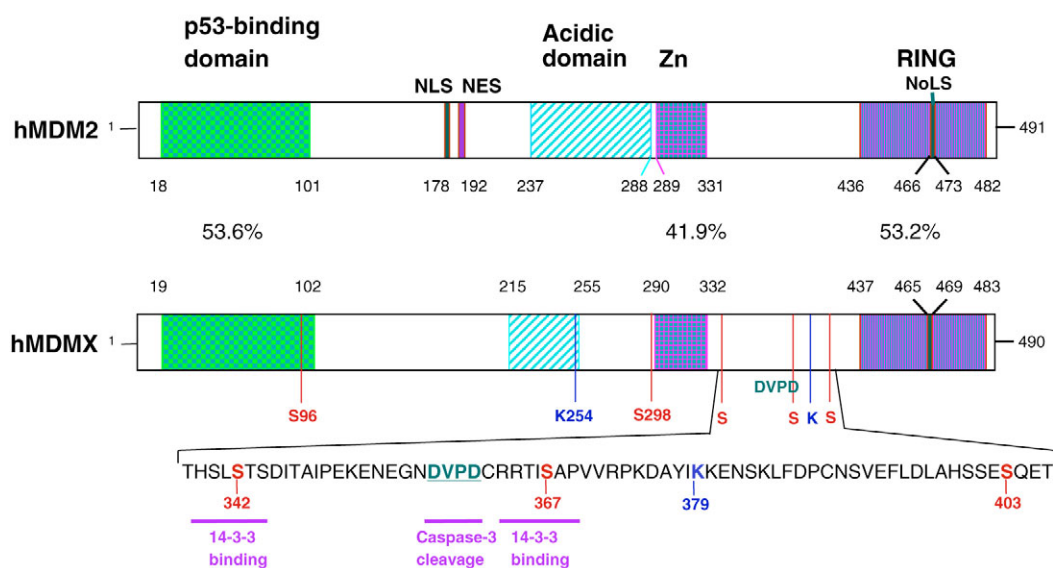 p53-binding
domain
Acidic
domain
Zn
RING
NLS NES
NoLS
hMDM2 1
491
18 101 178 192 237 288 289 331 436 466 473 482
53.6% 41.9% 53.2%
19 102 215 255 290 332 437 465 469 483
hMDMX 1
490
DVPD
S96 K254 S298 S S K S
THSLSTSDITAIPEKENEGNDVPDCRRTISAPVVRPKDAYIKKENSKLFDPCNSVEFLDLAHSSESQET
342 367 379 403
14-3-3 Caspase-3 14-3-3
binding cleavage binding